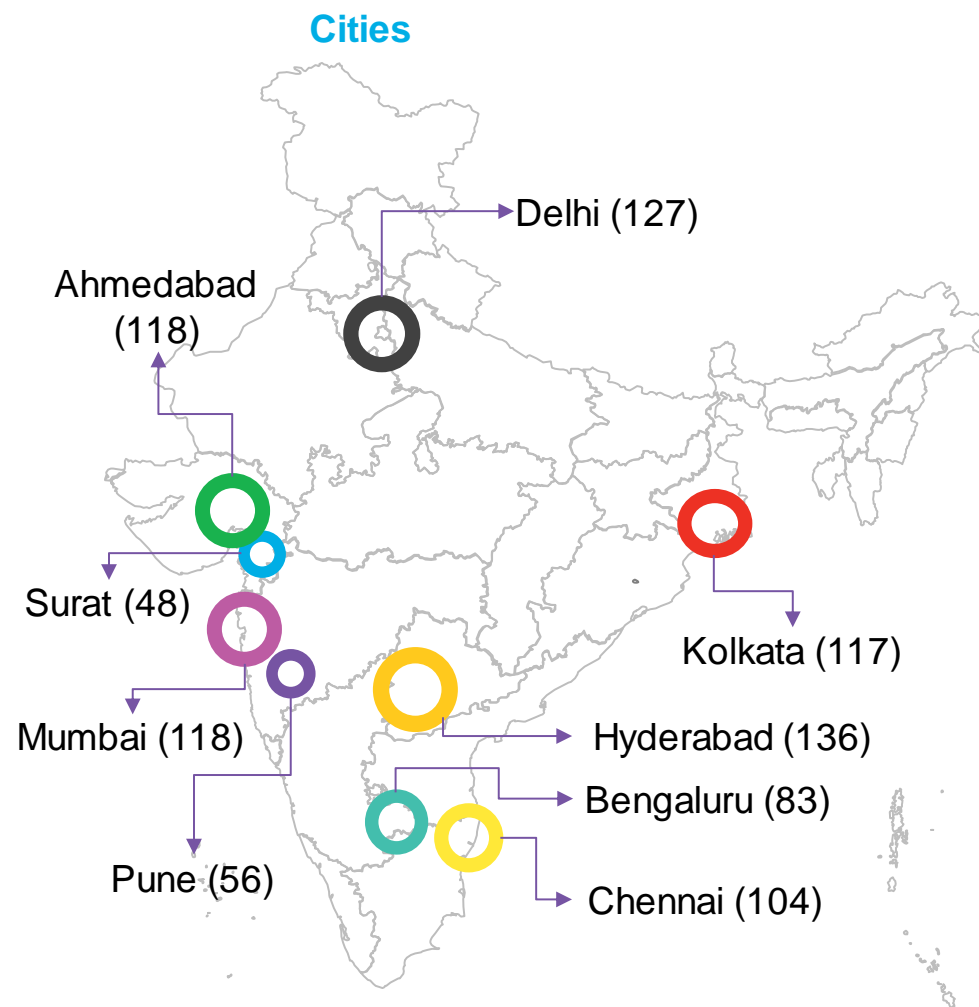 Cities
Delhi (127)
Ahmedabad
(118)
Surat (48)
Kolkata (117)
Mumbai (118)
Hyderabad (136)
Bengaluru (83)
Pune (56)
Chennai (104)